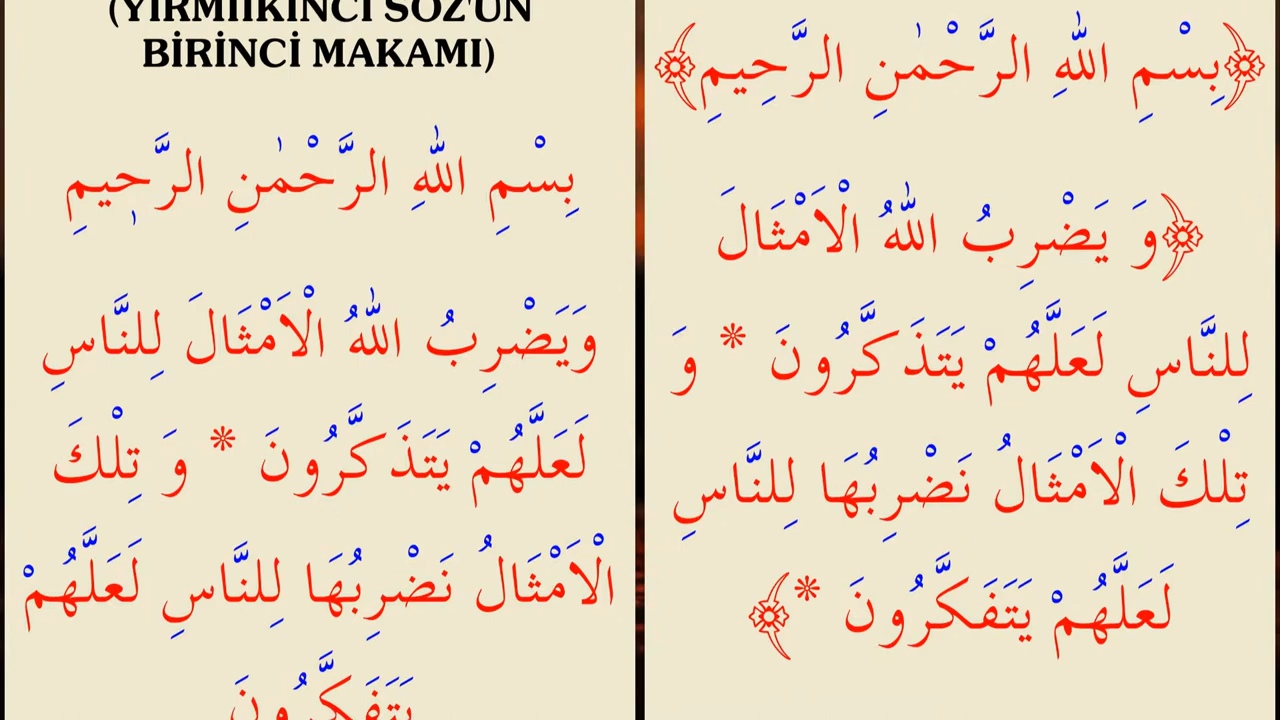 (YİRMİİKİNCİ SÖZ'ÜN
BİRİNCİ MAKAMI)
بِسْمِ اللّٰهِ الرَّحْمٰنِ الرَّحٖيمِ
وَيَضْرِبُ اللّٰهُ الْاَمْثَالَ لِلنَّاسِ
لَعَلَّهُمْ يَتَذَكَّرُونَ * وَ تِلْكَ
الْاَمْثَالُ نَضْرِبُهَا لِلنَّاسِ لَعَلَّهُمْ
يَتَفَكَّرُونَ
﴿بِسْمِ اللّٰهِ الرَّحْمٰنِ الرَّحِيمِ﴾
﴿وَ يَضْرِبُ اللّٰهُ الْاَمْثَالَ
لِلنَّاسِ لَعَلَّهُمْ يَتَذَكَّرُونَ * وَ
تِلْكَ الْاَمْثَالُ نَضْرِبُهَا لِلنَّاسِ
لَعَلَّهُمْ يَتَفَكَّرُونَ *﴾